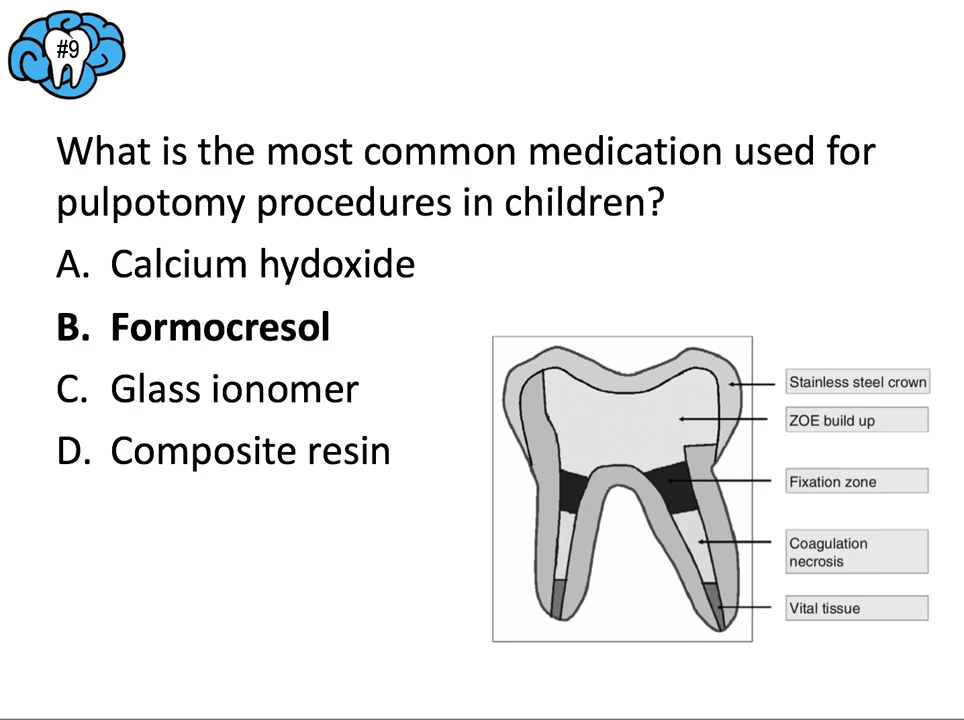 #9
What is the most common medication used for
pulpotomy procedures in children?
A. Calcium hydoxide
B. Formocresol
C. Glass ionomer
D. Composite resin
Stainless steel crown
ZOE build up
Fixation zone
Coagulation
necrosis
Vital tissue